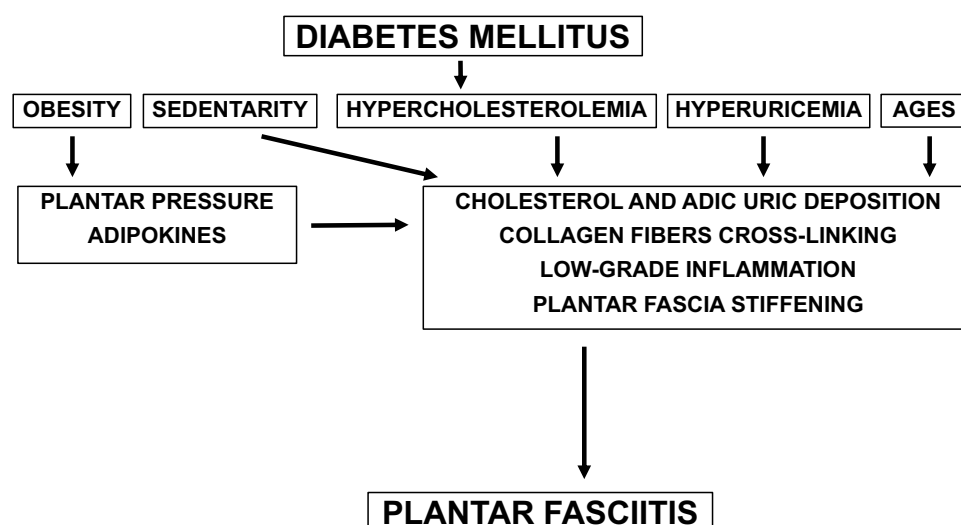 DIABETES MELLITUS
OBESITY
SEDENTARITY
HYPERCHOLESTEROLEMIA
HYPERURICEMIA
AGES
PLANTAR PRESSURE
ADIPOKINES
CHOLESTEROL AND ADIC URIC DEPOSITION
COLLAGEN FIBERS CROSS-LINKING
LOW-GRADE INFLAMMATION
PLANTAR FASCIA STIFFENING
PLANTAR FASCIITIS